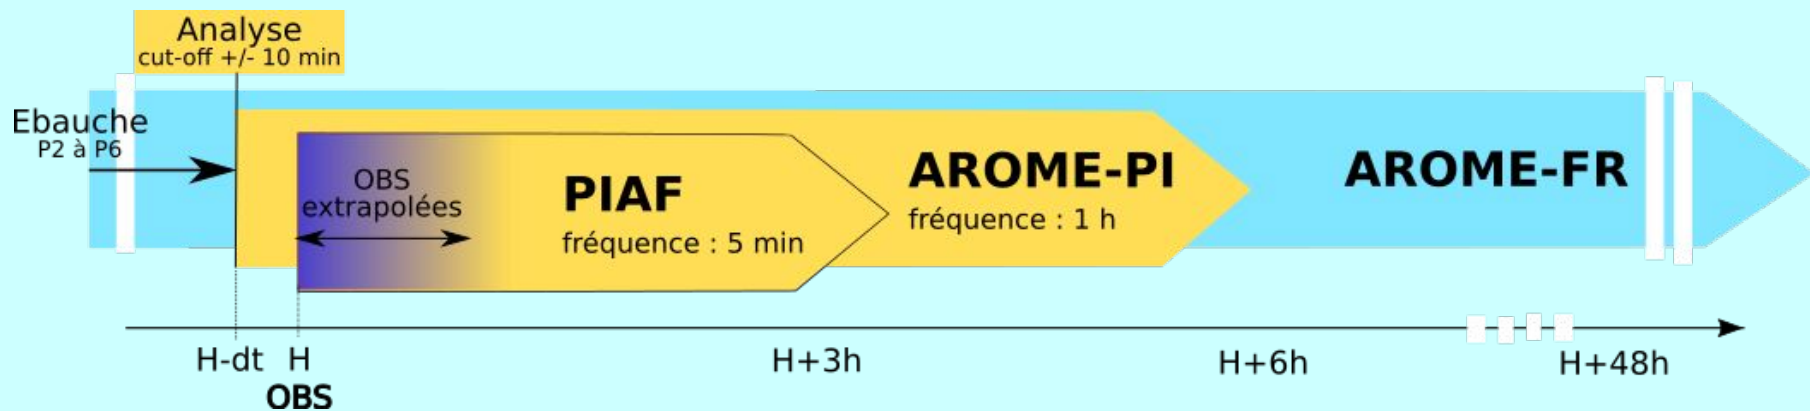 Analyse
cut-off +/- 10 min
Ebauche
P2 à P6
OBS
extrapolées
PIAF
fréquence : 5 min
AROME-PI
fréquence : 1 h
AROME-FR
H-dt
H
OBS
H+3h
H+6h
H+48h